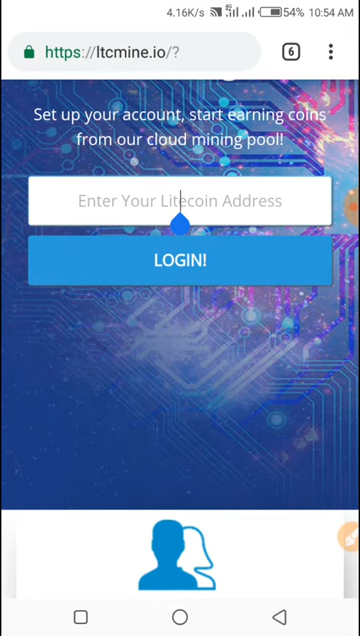 4.16K/s 4G 54% 10:54 AM
https://ltcmine.io/? 6
Set up your account, start earning coins
from our cloud mining pool!
Enter Your Litecoin Address
LOGIN!